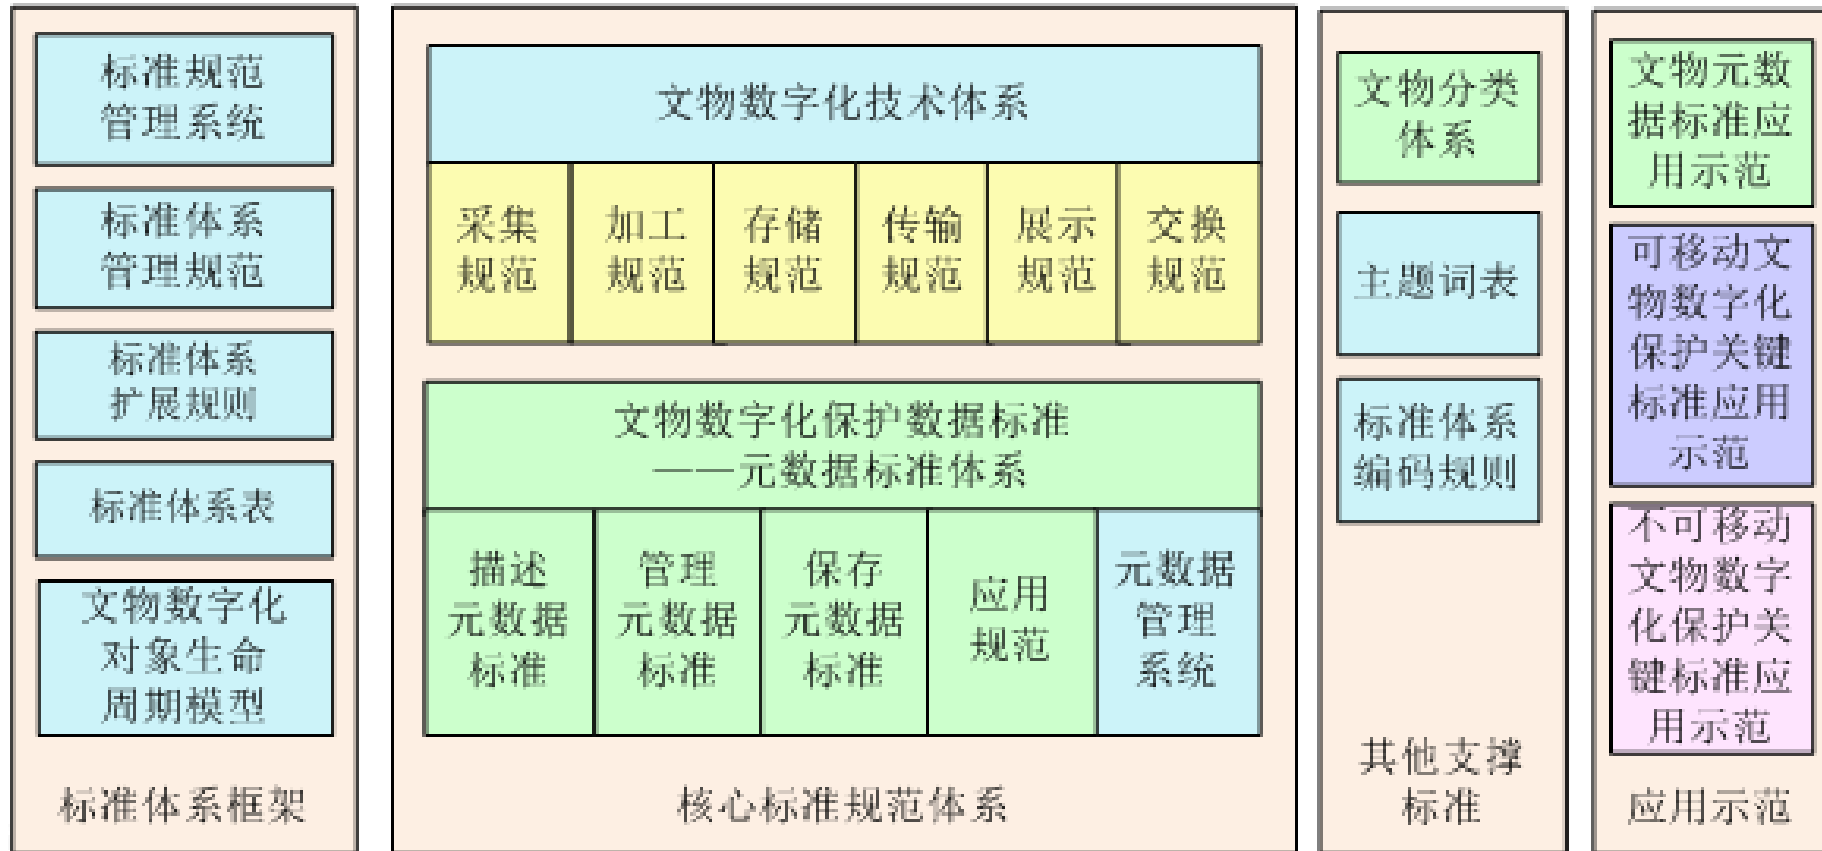 标准规范
管理系统
标准体系
管理规范
标准体系
扩展规则
标准体系表
文物数字化
对象生命
周期模型
标准体系框架
文物数字化技术体系
采集
规范
加工
规范
存储
规范
传输
规范
展示
规范
交换
规范
文物数字化保护数据标准
——元数据标准体系
描述
元数据
标准
管理
元数据
标准
保存
元数据
标准
应用
规范
元数据
管理
系统
核心标准规范体系
文物分类
体系
主题词表
标准体系
编码规则
其他支撑
标准
文物元数
据标准应
用示范
可移动文
物数字化
保护关键
标准应用
示范
不可移动
文物数字
化保护关
键标准应
用示范
应用示范